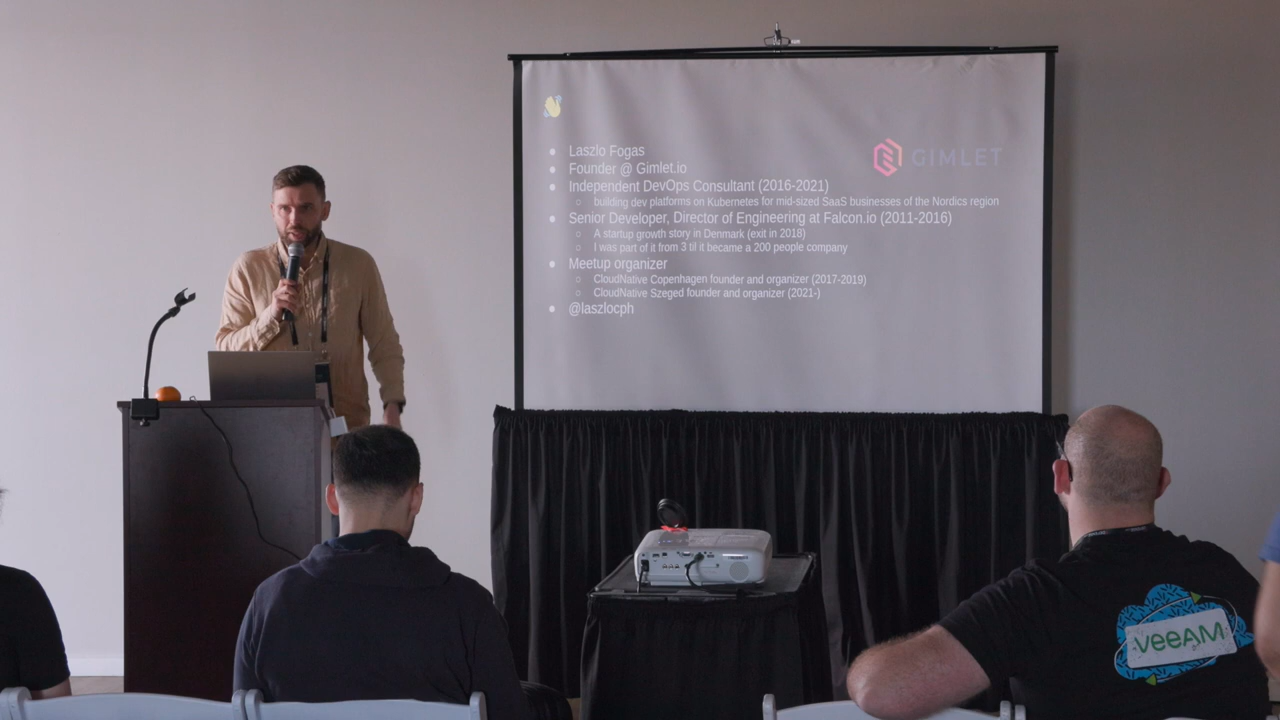 Laszlo Fogas
GIMLET
Founder @ Gimlet.io
Independent DevOps Consultant (2016-2021)
building dev platforms on Kubernetes for mid-sized SaaS businesses of the Nordics region
Senior Developer, Director of Engineering at Falcon.io (2011-2016)
A startup growth story in Denmark (exit in 2018)
I was part of it from 3 til it became a 200 people company
Meetup organizer
CloudNative Copenhagen founder and organizer (2017-2019)
CloudNative Szeged founder and organizer (2021-)
@laszlocph
veeAM